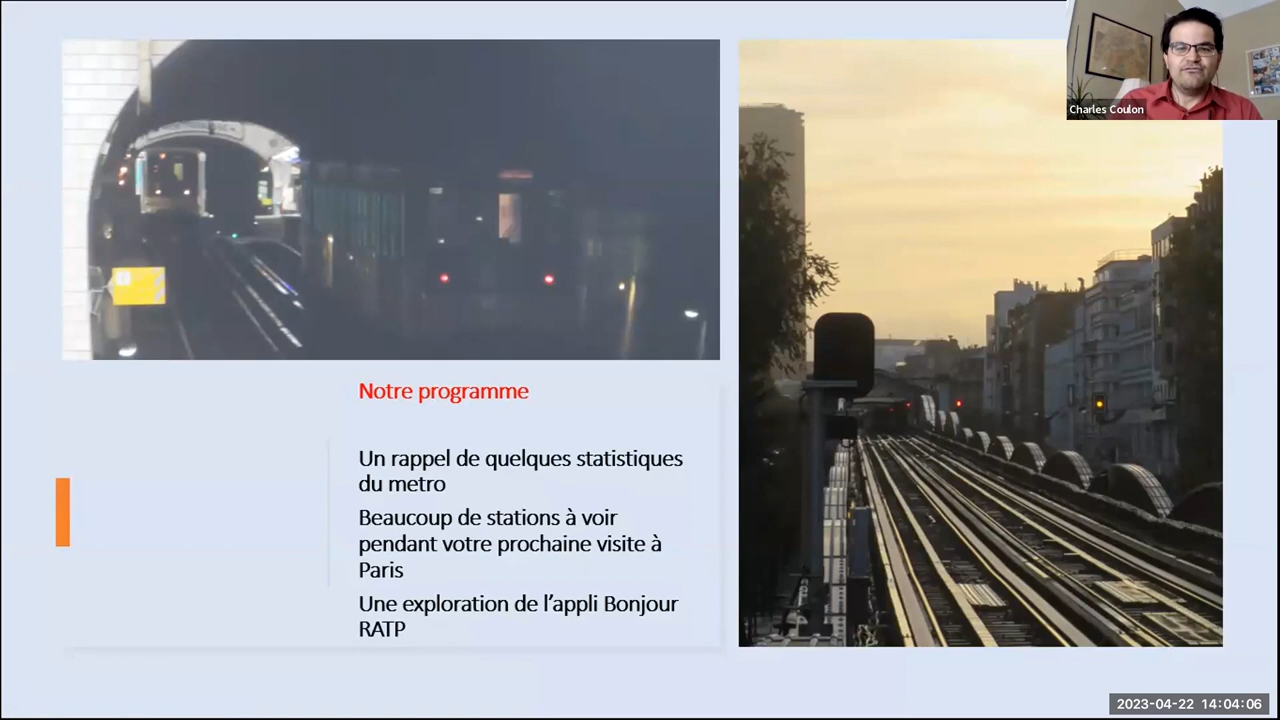 Charles Coulon
Notre programme
Un rappel de quelques statistiques
du metro
Beaucoup de stations à voir
pendant votre prochaine visite à
Paris
Une exploration de l’appli Bonjour
RATP
2023-04-22 14:04:06